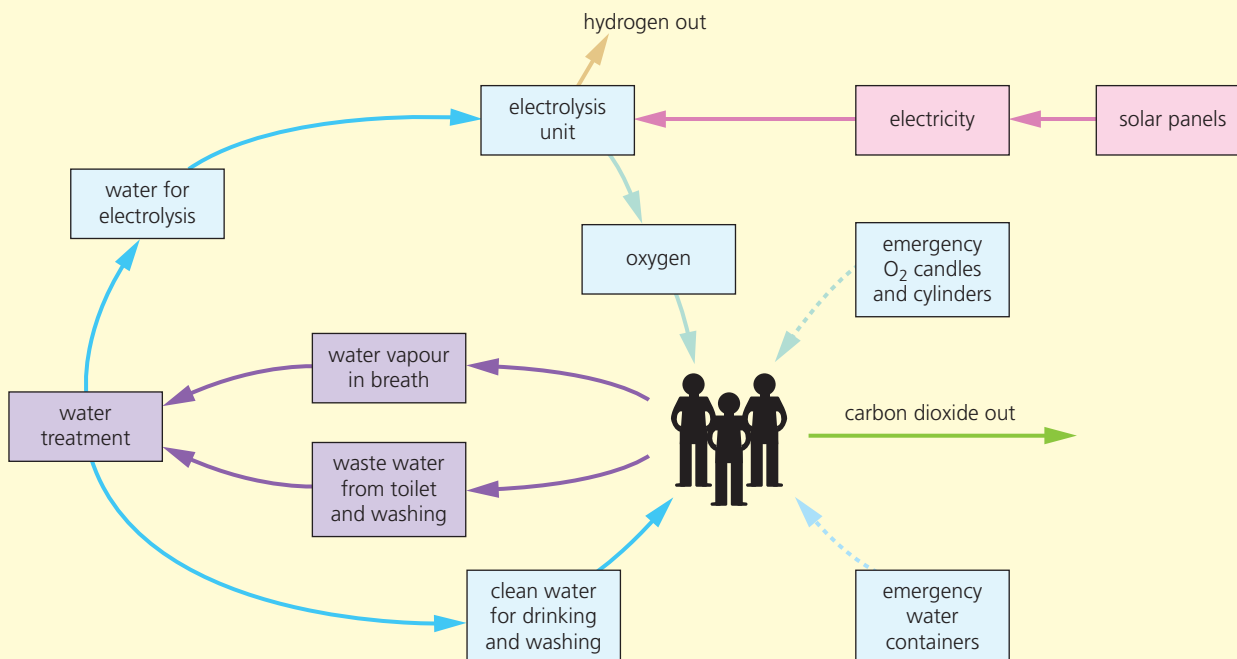 hydrogen out
electrolysis
unit
electricity
solar panels
water for
electrolysis
oxygen
emergency
O₂ candles
and cylinders
water vapour
in breath
water
treatment
carbon dioxide out
waste water
from toilet
and washing
clean water
for drinking
and washing
emergency
water
containers